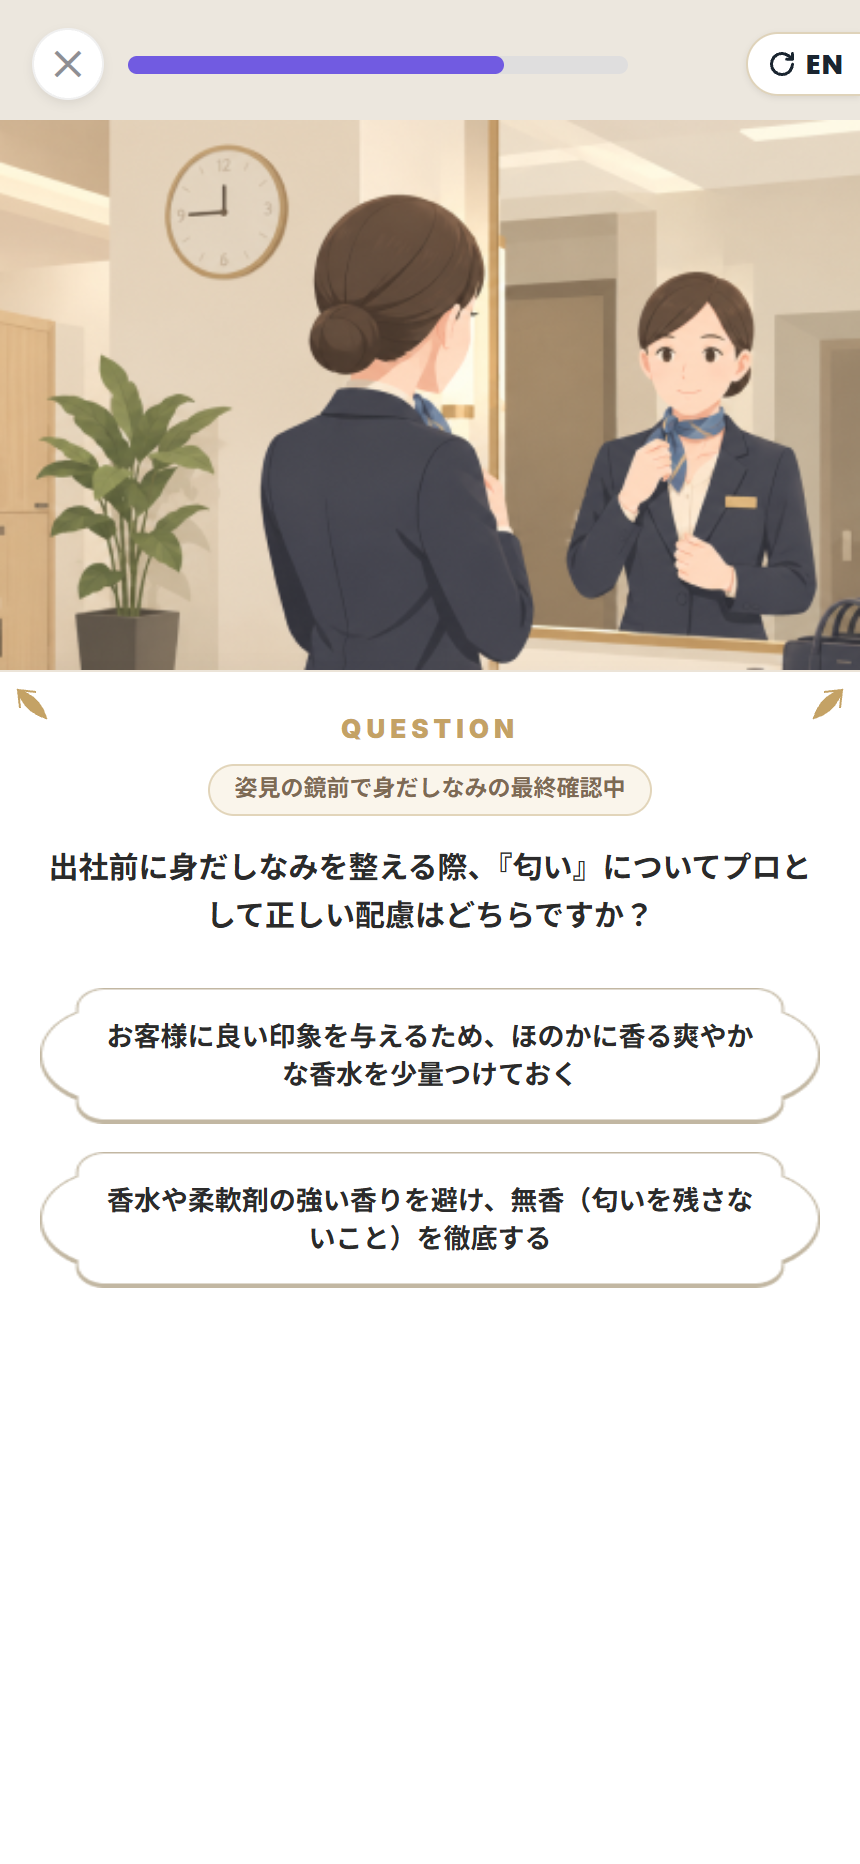 EN
12
9
3
6
QUESTION
姿見の鏡前で身だしなみの最終確認中
出社前に身だしなみを整える際、『匂い』についてプロと
して正しい配慮はどちらですか？
お客様に良い印象を与えるため、ほのかに香る爽やか
な香水を少量つけておく
香水や柔軟剤の強い香りを避け、無香（匂いを残さな
いこと）を徹底する